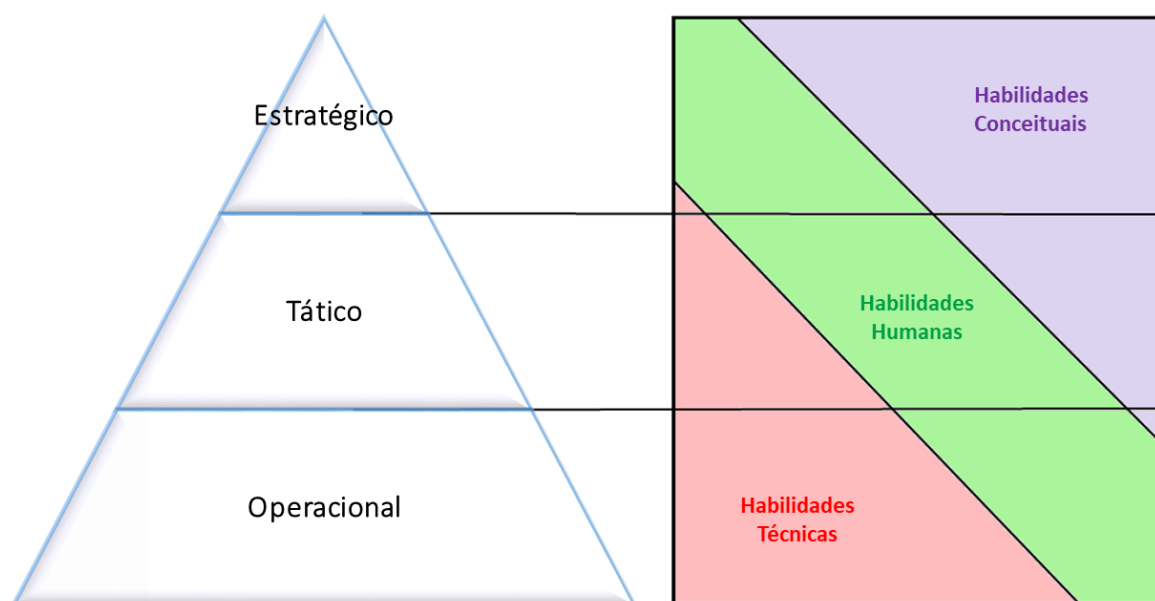 Estratégico
Habilidades
Conceituais
Tático
Habilidades
Humanas
Operacional
Habilidades
Técnicas